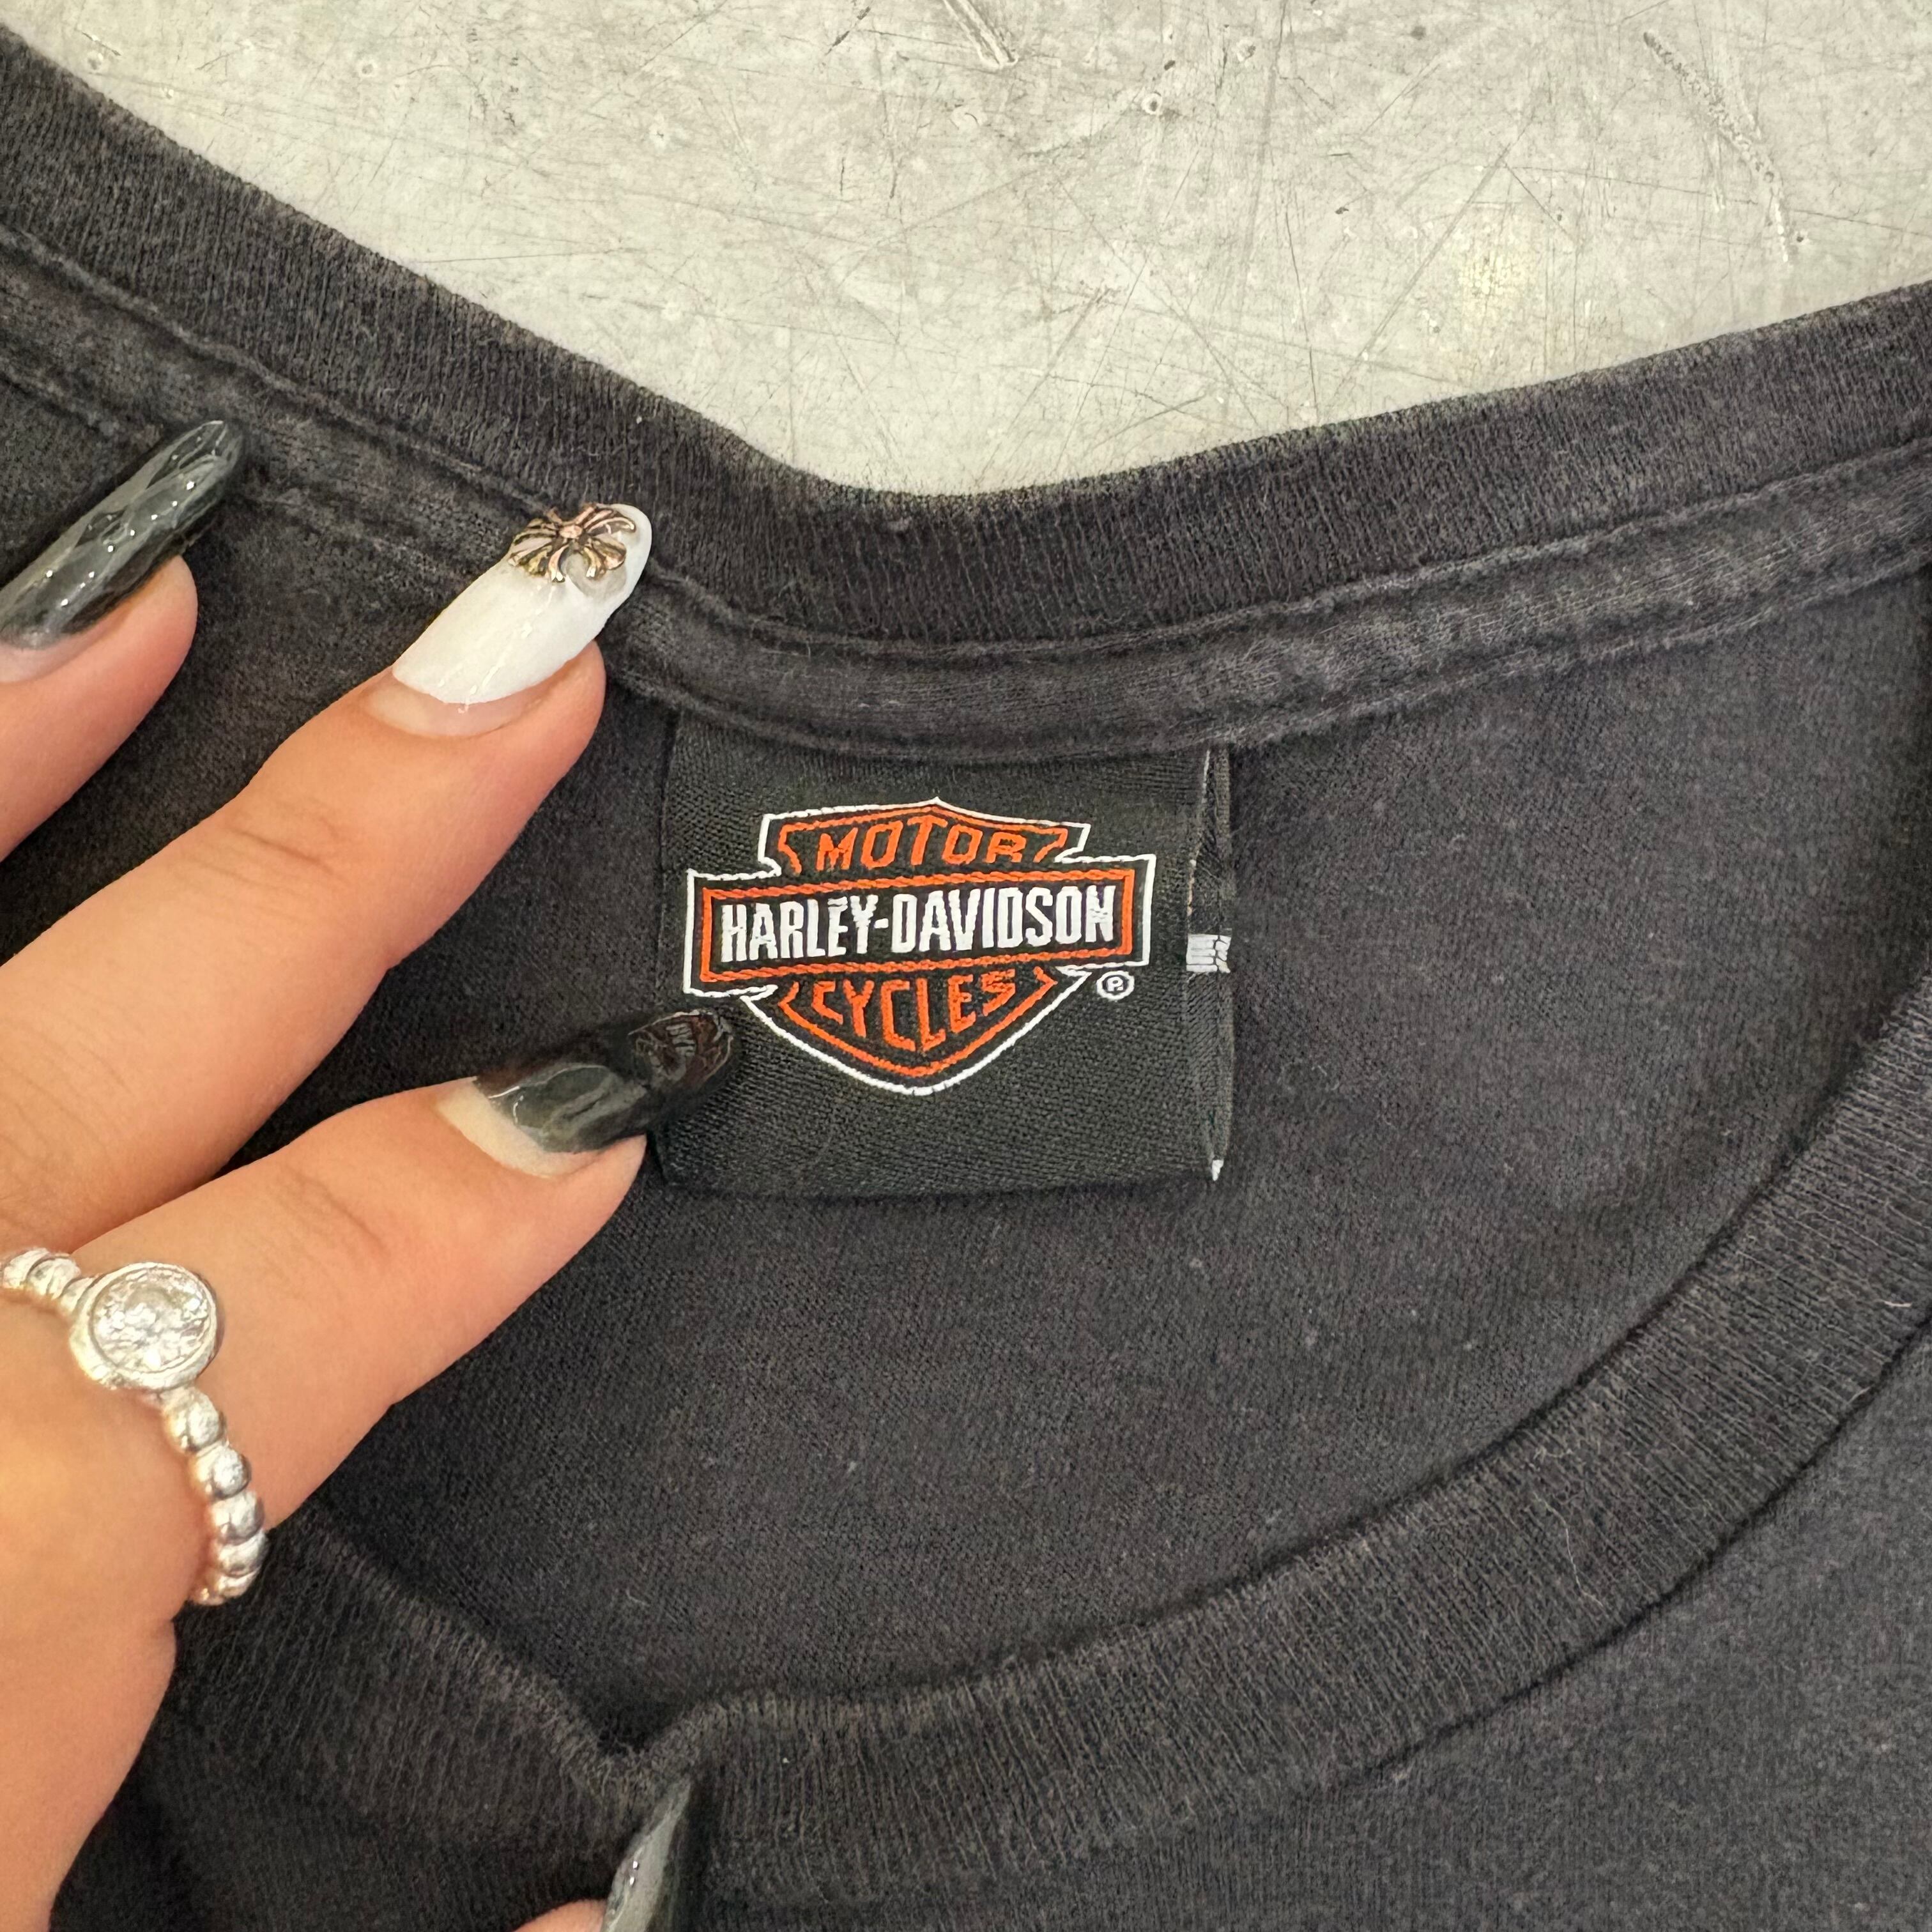 MOTOR
HARLEY-DAVIDSON
CYCLES
®